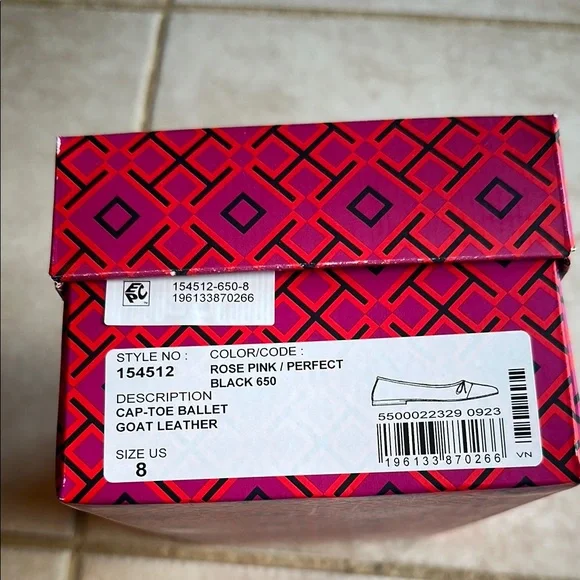 EPC
154512-650-8
196133870266
STYLE NO : COLOR/CODE :
154512 ROSE PINK / PERFECT
BLACK 650
DESCRIPTION
CAP-TOE BALLET
GOAT LEATHER
5500022329 0923
SIZE US
8
196133 870266
VN